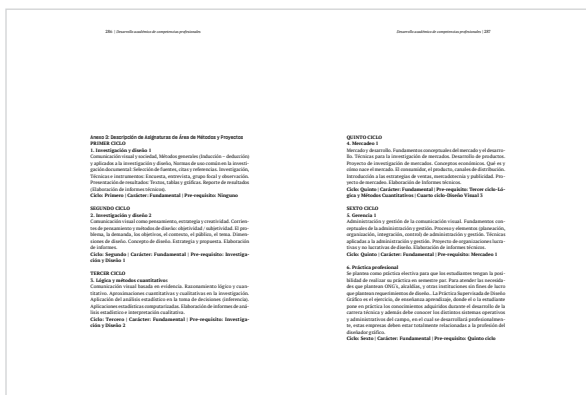 286 | Desarrollo académico de competencias profesionales
Anexo 3: Descripción de Asignaturas de Área de Métodos y Proyectos
PRIMER CICLO
1. Investigación y diseño 1
Comunicación visual y sociedad, Métodos generales (Inducción – deducción)
y aplicados a la investigación y diseño, Normas de uso común en la investi-
gación documental: Selección de fuentes, citas y referencias. Investigación,
Técnicas e instrumentos: Encuesta, entrevista, grupo focal y observación.
Presentación de resultados: Textos, tablas y gráficas. Reporte de resultados
(Elaboración de informes técnicos).
Ciclo: Primero | Carácter: Fundamental | Pre-requisito: Ninguno
SEGUNDO CICLO
2. Investigación y diseño 2
Comunicación visual como pensamiento, estrategia y creatividad. Corrien-
tes de pensamiento y métodos de diseño: objetividad / subjetividad. El pro-
blema, la demanda, los objetivos, el contexto, el público, el tema. Dimen-
siones de diseño. Concepto de diseño. Estrategia y propuesta. Elaboración
de informes.
Ciclo: Segundo | Carácter: Fundamental | Pre-requisito: Investiga-
ción y Diseño 1
TERCER CICLO
3. Lógica y métodos cuantitativos:
Comunicación visual basada en evidencia. Razonamiento lógico y cuan-
titativo. Aproximaciones cuantitativas y cualitativas en la investigación.
Aplicación del análisis estadístico en la toma de decisiones (inferencia).
Aplicaciones estadísticas computarizadas. Elaboración de informes de aná-
lisis estadístico e interpretación cualitativa.
Ciclo: Tercero | Carácter: Fundamental | Pre-requisito: Investiga-
ción y Diseño 2
Desarrollo académico de competencias profesionales | 287
QUINTO CICLO
4. Mercadeo 1
Mercado y desarrollo. Fundamentos conceptuales del mercado y el desarro-
llo. Técnicas para la investigación de mercados. Desarrollo de productos.
Proyecto de investigación de mercados. Conceptos económicos. Qué es y
cómo nace el mercado. El consumidor, el producto, canales de distribución.
Introducción a las estrategias de ventas, mercadotecnia y publicidad. Pro-
yecto de mercadeo. Elaboración de informes técnicos.
Ciclo: Quinto | Carácter: Fundamental | Pre-requisito: Tercer ciclo-Ló-
gica y Métodos Cuantitativos | Cuarto ciclo-Diseño Visual 3
SEXTO CICLO
5. Gerencia 1
Administración y gestión de la comunicación visual. Fundamentos con-
ceptuales de la administración y gestión. Proceso y elementos (planeación,
organización, integración, control) de administración y gestión. Técnicas
aplicadas a la administración y gestión. Proyecto de organizaciones lucra-
tivas y no lucrativas de diseño. Elaboración de informes técnicos.
Ciclo: Quinto | Carácter: Fundamental | Pre-requisito: Mercadeo 1
6. Práctica profesional
Se plantea como práctica electiva para que los estudiantes tengan la posi-
bilidad de realizar su práctica en semestre par. Para atender las necesida-
des que plantean ONG's, alcaldías, y otras instituciones sin fines de lucro
que plantean requerimientos de diseño.. La Práctica Supervisada de Diseño
Gráfico es el ejercicio, de enseñanza aprendizaje, donde el o la estudiante
pone en práctica los conocimientos adquiridos durante el desarrollo de la
carrera técnica y además debe conocer los distintos sistemas operativos
y administrativos del campo, en el cual se desarrollará profesionalmen-
te, estas empresas deben estar totalmente relacionadas a la profesión del
diseñador gráfico.
Ciclo: Sexto | Carácter: Fundamental | Pre-requisito: Quinto ciclo